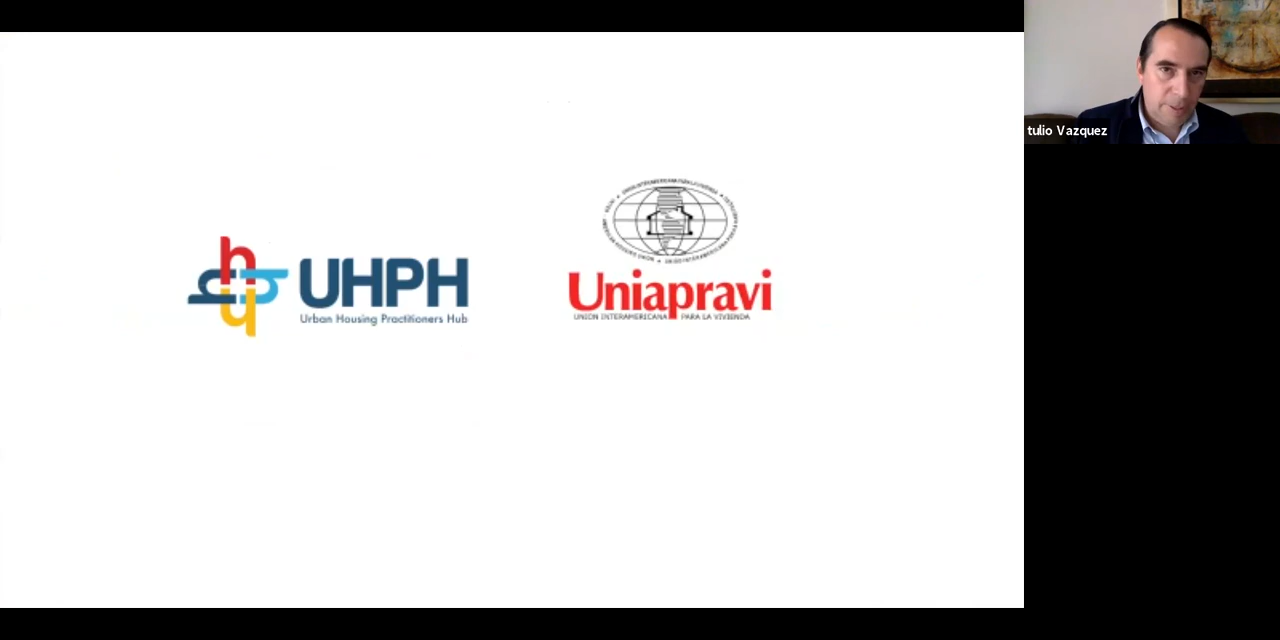 UHPH
Urban Housing Practitioners Hub
Uniapravi
UNION INTERAMERICANA PARA LA VIVIENDA
tulio Vazquez